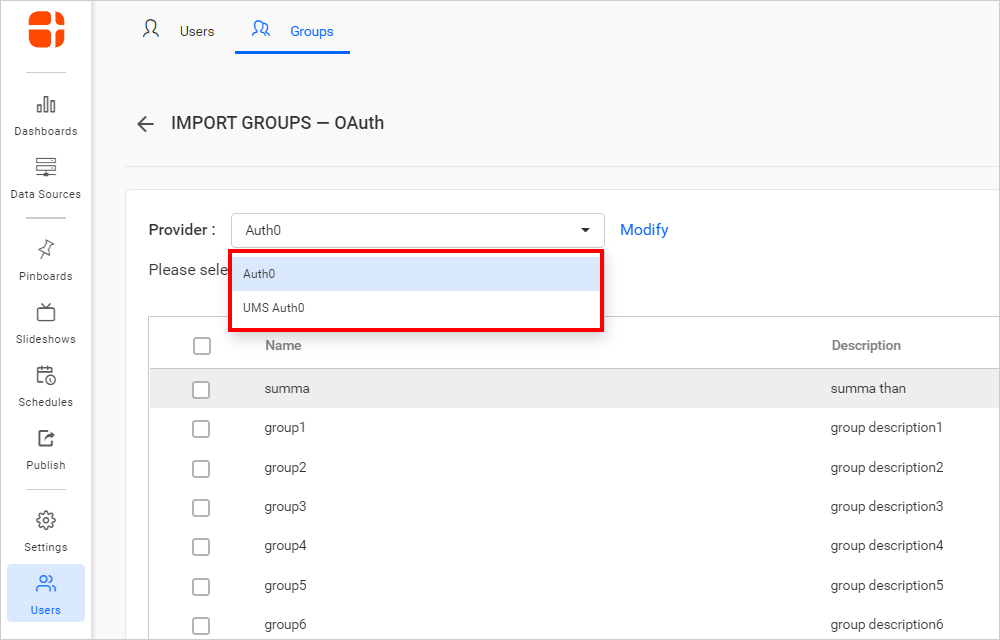 Users
Groups
Dashboards
Data Sources
Pinboards
Slideshows
Schedules
Publish
Settings
Users
IMPORT GROUPS — OAuth
Provider :
Auth0
Modify
Please sele
Auth0
UMS Auth0
Name Description
summa summa than
group1 group description1
group2 group description2
group3 group description3
group4 group description4
group5 group description5
group6 group description6